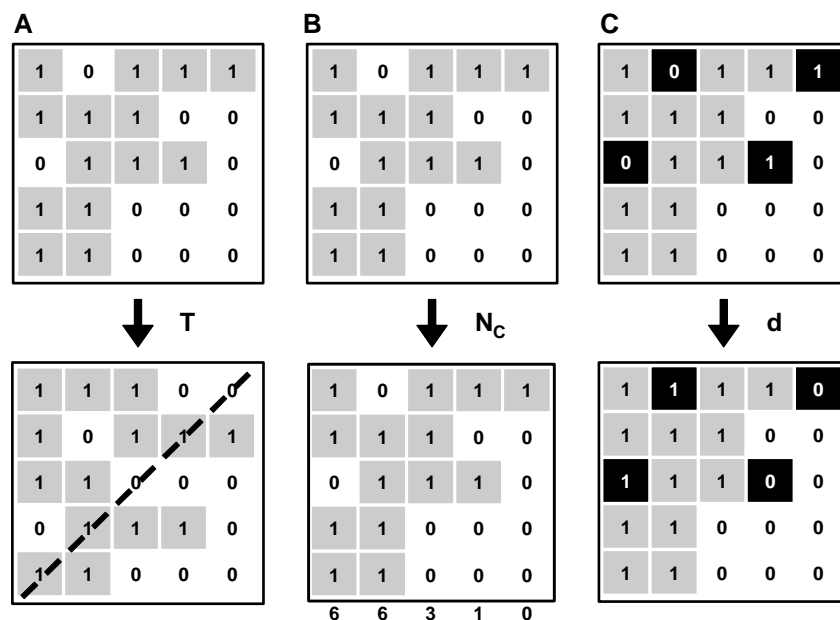 A B C
1 0 1 1 1 1 0 1 1 1 1 0 1 1 1
1 1 1 0 0 1 1 1 0 0 1 1 1 0 0
0 1 1 1 0 0 1 1 1 0 0 1 1 1 0
1 1 0 0 0 1 1 0 0 0 1 1 0 0 0
1 1 0 0 0 1 1 0 0 0 1 1 0 0 0
T N_C d
1 1 1 0 0 1 0 1 1 1 1 1 1 1 0
1 0 1 1 1 1 1 1 0 0 1 1 1 0 0
1 1 0 0 0 0 1 1 1 0 1 1 1 0 0
0 1 1 1 0 1 1 0 0 0 1 1 0 0 0
1 1 0 0 0 1 1 0 0 0 1 1 0 0 0
6 6 3 1 0